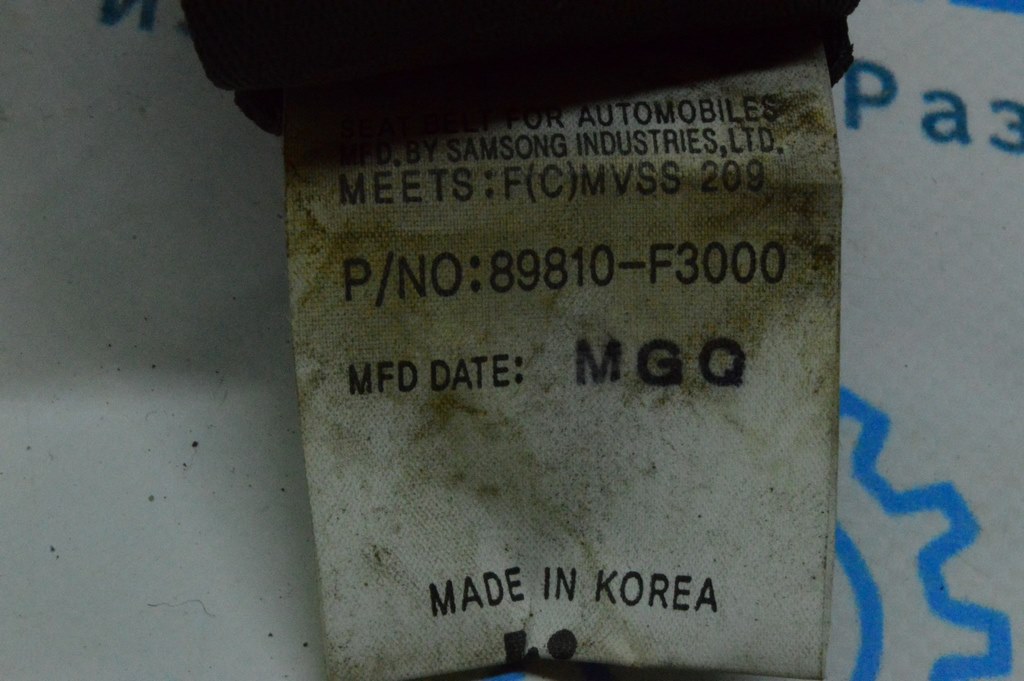 SEAT BELT FOR AUTOMOBILES
MFD. BY SAMSONG INDUSTRIES, LTD.
MEETS : F(C)MVSS 209
P/NO:89810-F3000
MFD DATE: MGQ
MADE IN KOREA
Раз